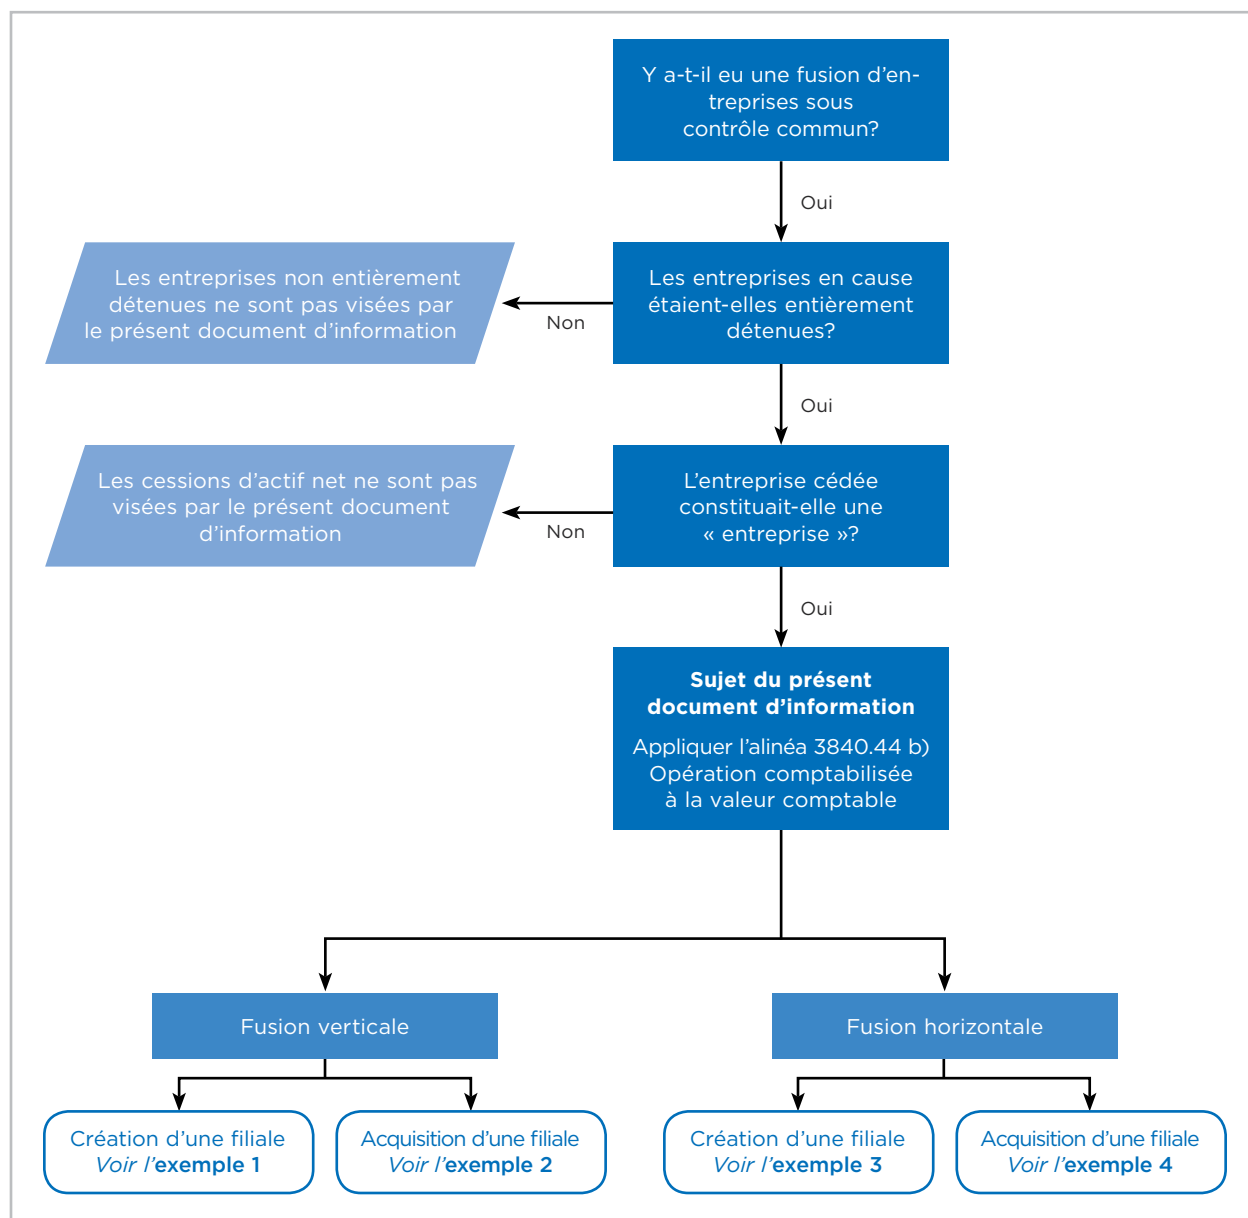 Y a-t-il eu une fusion d’en-
treprises sous
contrôle commun?
Oui
Les entreprises non entièrement
détenues ne sont pas visées par
le présent document d’information
Non
Les entreprises en cause
étaient-elles entièrement
détenues?
Oui
Les cessions d’actif net ne sont pas
visées par le présent document
d’information
Non
L’entreprise cédée
constituait-elle une
« entreprise »?
Oui
Sujet du présent
document d’information
Appliquer l’alinéa 3840.44 b)
Opération comptabilisée
à la valeur comptable
Fusion verticale
Fusion horizontale
Création d’une filiale
Voir l’exemple 1
Acquisition d’une filiale
Voir l’exemple 2
Création d’une filiale
Voir l’exemple 3
Acquisition d’une filiale
Voir l’exemple 4